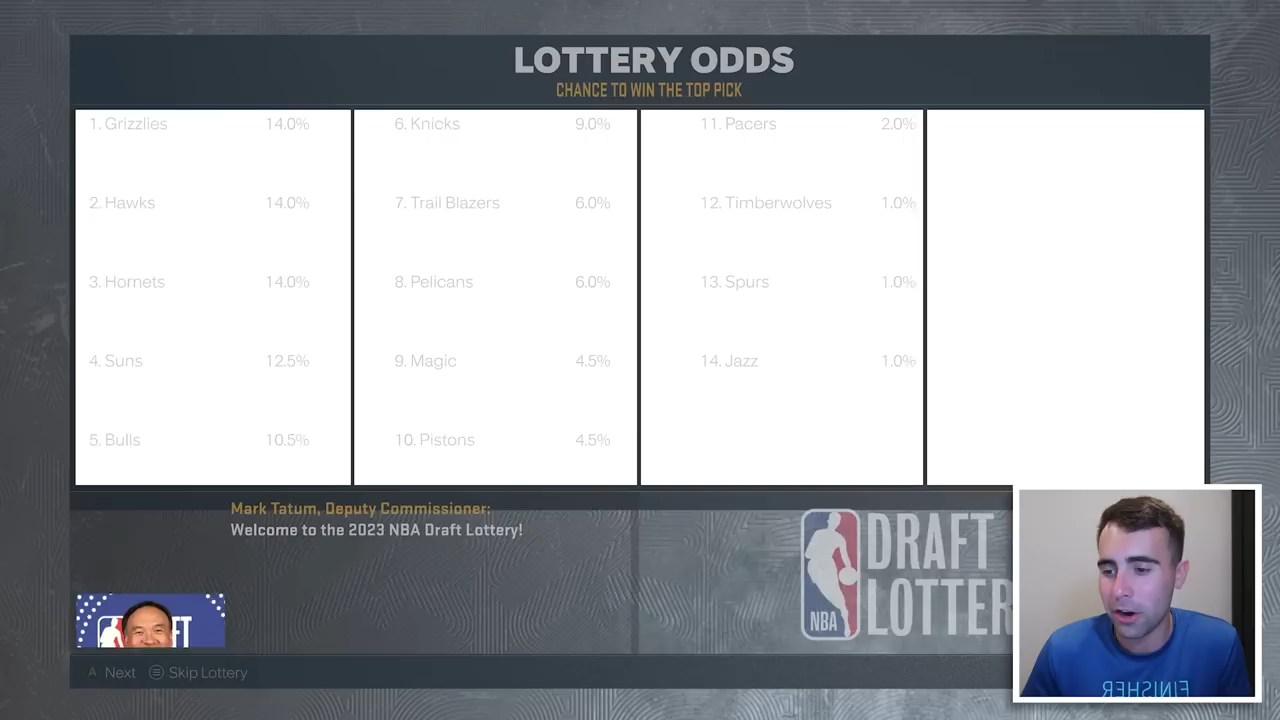 LOTTERY ODDS
CHANCE TO WIN THE TOP PICK
1. Grizzlies 14.0%
2. Hawks 14.0%
3. Hornets 14.0%
4. Suns 12.5%
5. Bulls 10.5%
6. Knicks 9.0%
7. Trail Blazers 6.0%
8. Pelicans 6.0%
9. Magic 4.5%
10. Pistons 4.5%
11. Pacers 2.0%
12. Timberwolves 1.0%
13. Spurs 1.0%
14. Jazz 1.0%
Mark Tatum, Deputy Commissioner:
Welcome to the 2023 NBA Draft Lottery!
NBA
DRAFT
LOTTER
A Next
Skip Lottery
FINISHER